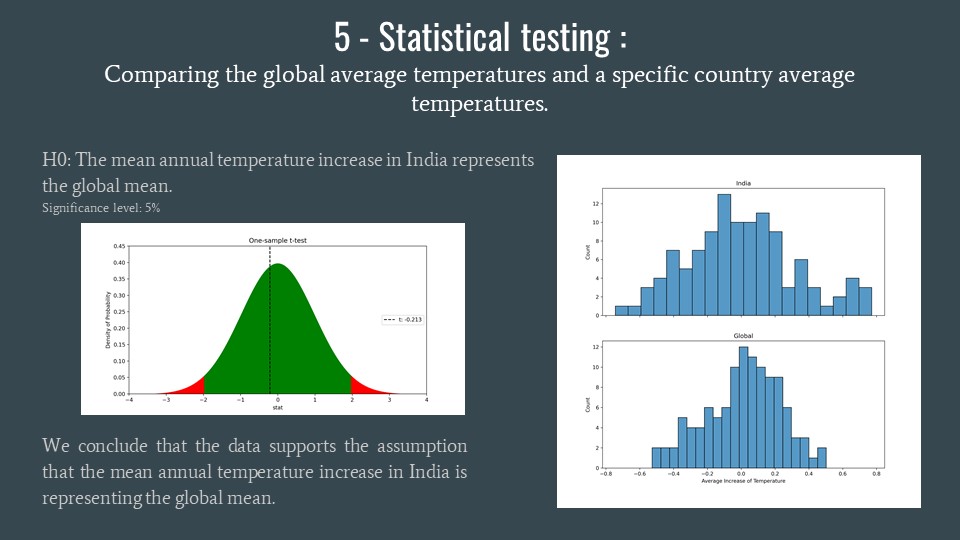 5 - Statistical testing :
Comparing the global average temperatures and a specific country average
temperatures.
H0: The mean annual temperature increase in India represents
the global mean.
Significance level: 5%
One-sample t-test
0.45
0.40
0.35
0.30
0.25
0.20
0.15
0.10
0.05
0.00
Density of Probability
t: -0.213
−4 −3 −2 −1 0 1 2 3 4
stat
We conclude that the data supports the assumption
that the mean annual temperature increase in India is
representing the global mean.
India
12
10
8
6
4
2
0
Count
Global
12
10
8
6
4
2
0
Count
−0.8 −0.6 −0.4 −0.2 0.0 0.2 0.4 0.6 0.8
Average Increase of Temperature